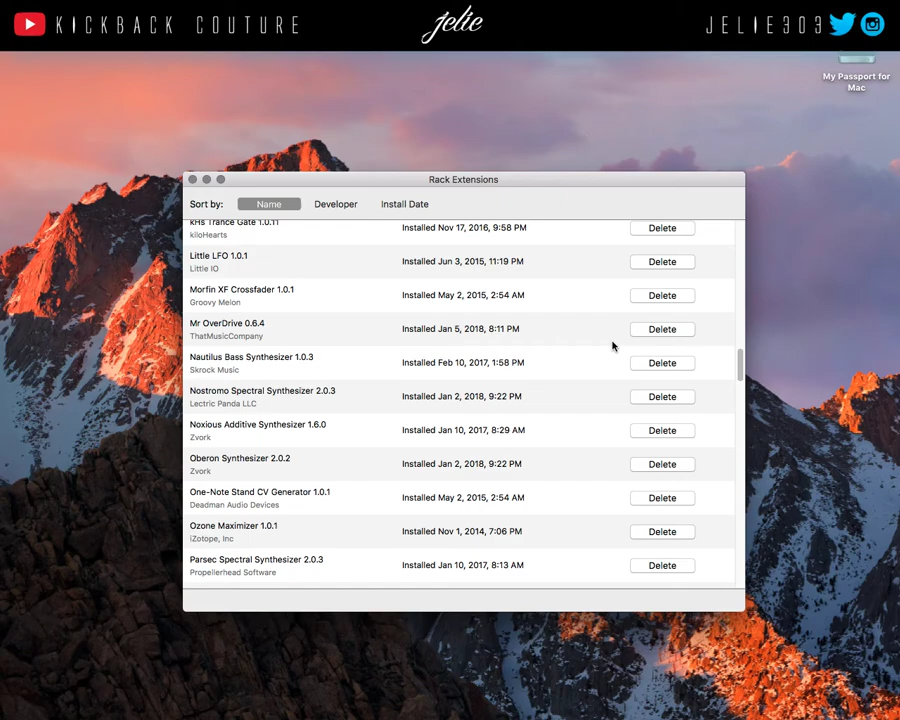 KICKBACK COUTURE
jelie
JELIE303
My Passport for
Mac
Rack Extensions
Sort by: Name Developer Install Date
kHs Trance Gate 1.0.11 Installed Nov 17, 2016, 9:58 PM Delete
kiloHearts
Little LFO 1.0.1 Installed Jun 3, 2015, 11:19 PM Delete
Little IO
Morfin XF Crossfader 1.0.1 Installed May 2, 2015, 2:54 AM Delete
Groovy Melon
Mr OverDrive 0.6.4 Installed Jan 5, 2018, 8:11 PM Delete
ThatMusicCompany
Nautilus Bass Synthesizer 1.0.3 Installed Feb 10, 2017, 1:58 PM Delete
Skrock Music
Nostromo Spectral Synthesizer 2.0.3 Installed Jan 2, 2018, 9:22 PM Delete
Lectric Panda LLC
Noxious Additive Synthesizer 1.6.0 Installed Jan 10, 2017, 8:29 AM Delete
Zvork
Oberon Synthesizer 2.0.2 Installed Jan 2, 2018, 9:22 PM Delete
Zvork
One-Note Stand CV Generator 1.0.1 Installed May 2, 2015, 2:54 AM Delete
Deadman Audio Devices
Ozone Maximizer 1.0.1 Installed Nov 1, 2014, 7:06 PM Delete
iZotope, Inc
Parsec Spectral Synthesizer 2.0.3 Installed Jan 10, 2017, 8:13 AM Delete
Propellerhead Software